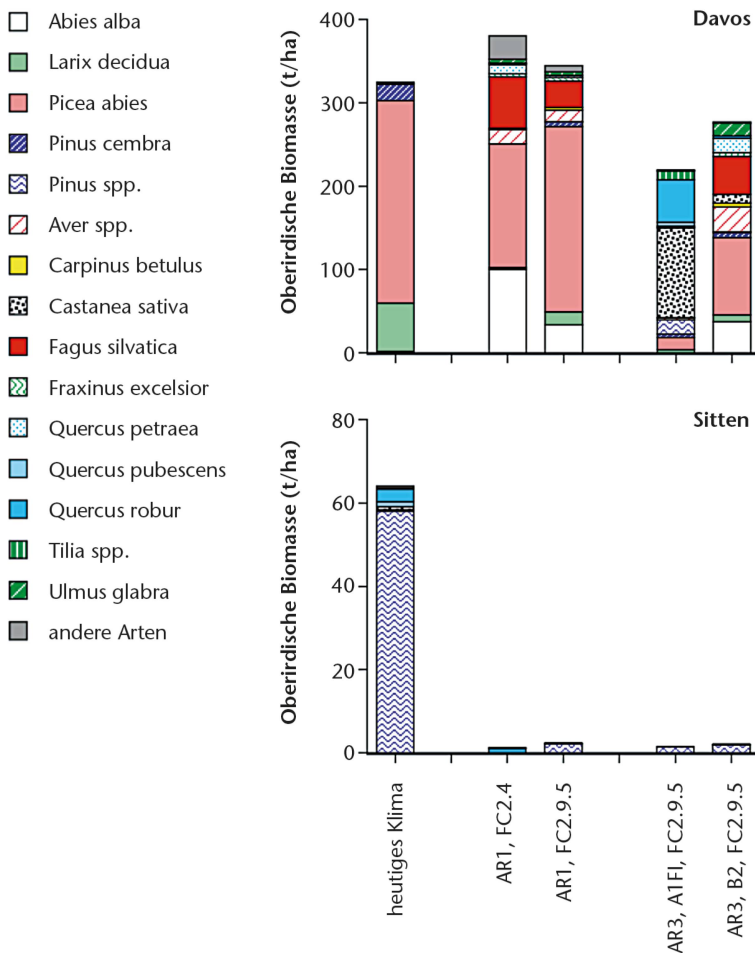 Abies alba
Larix decidua
Picea abies
Pinus cembra
Pinus spp.
Aver spp.
Carpinus betulus
Castanea sativa
Fagus silvatica
Fraxinus excelsior
Quercus petraea
Quercus pubescens
Quercus robur
Tilia spp.
Ulmus glabra
andere Arten
Davos
Oberirdische Biomasse (t/ha)
400
300
200
100
0
Sitten
Oberirdische Biomasse (t/ha)
80
60
40
20
0
heutiges Klima
AR1, FC2.4
AR1, FC2.9.5
AR3, A1FI, FC2.9.5
AR3, B2, FC2.9.5